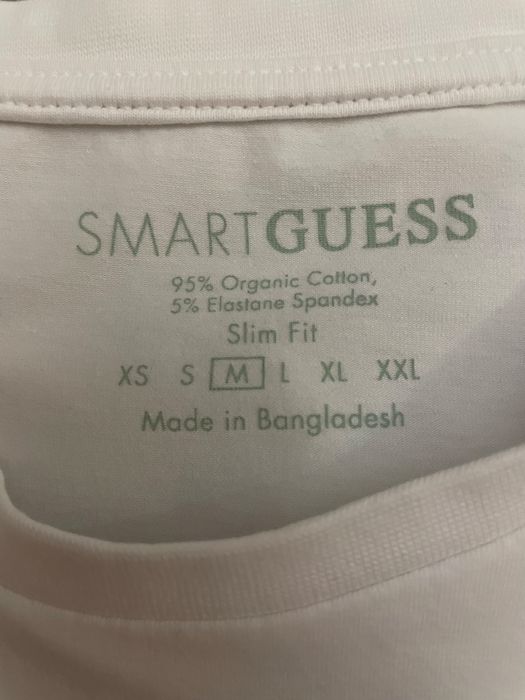 SMARTGUESS
95% Organic Cotton,
5% Elastane Spandex
Slim Fit
XS S M L XL XXL
Made in Bangladesh